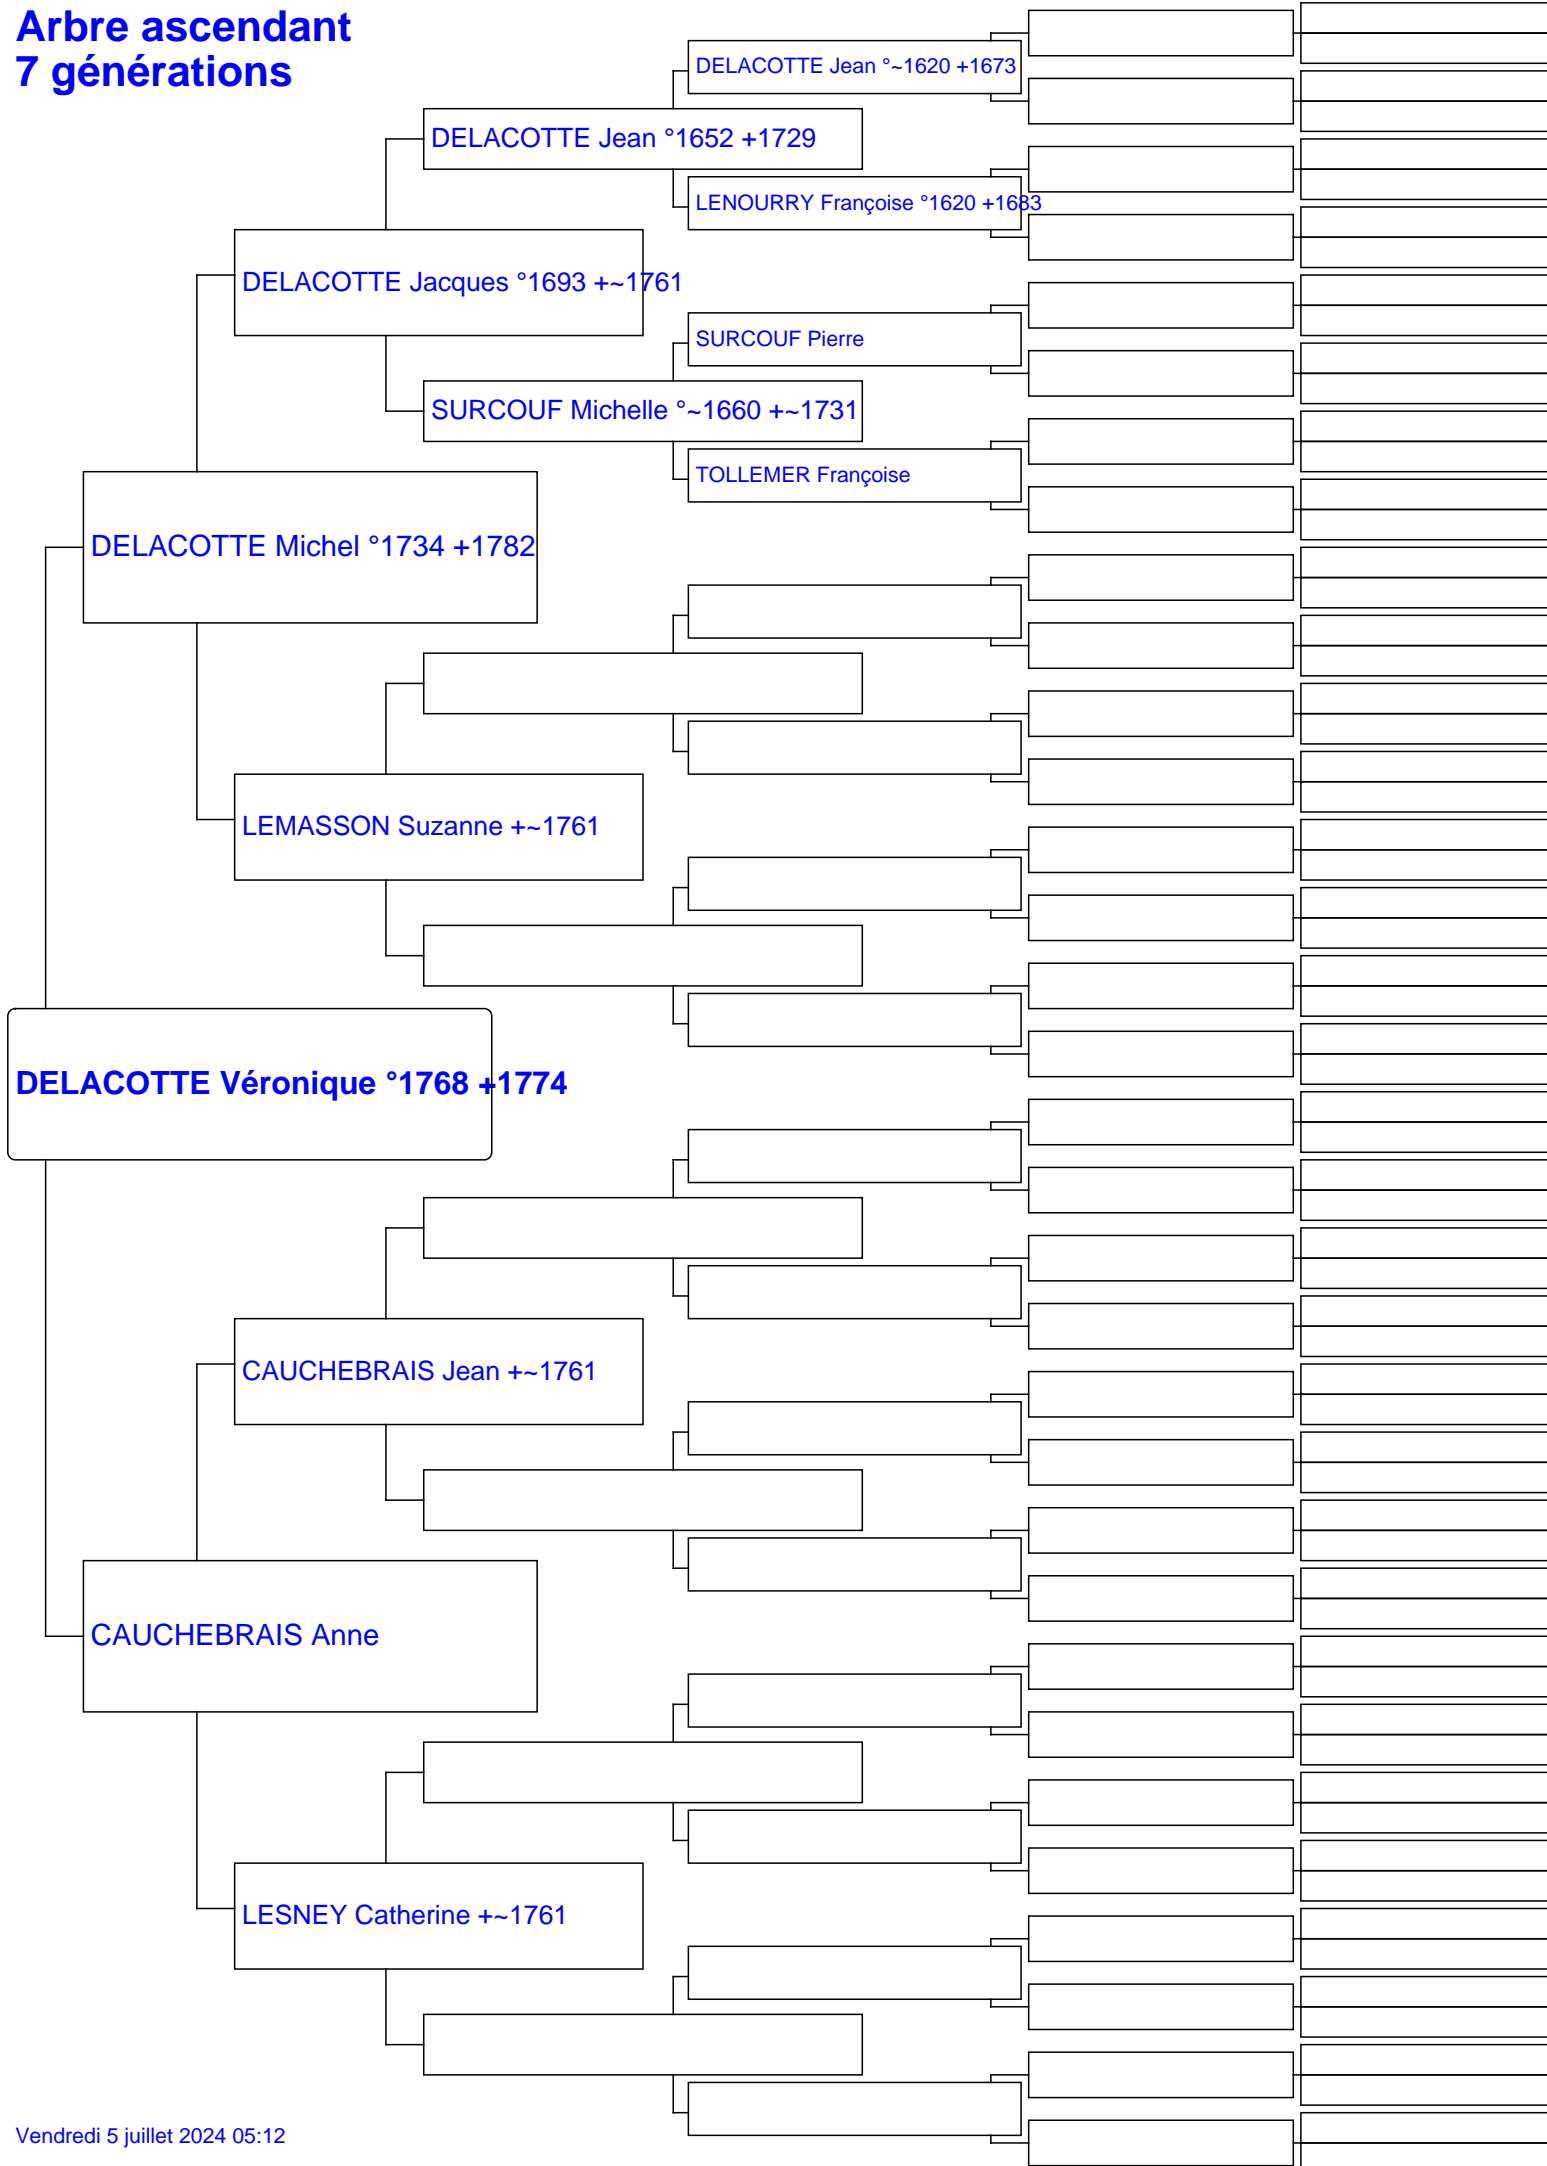 Arbre ascendant
7 générations
DELACOTTE Jean °~1620 +1673
DELACOTTE Jean °1652 +1729
LENOURRY Françoise °1620 +1683
DELACOTTE Jacques °1693 +~1761
SURCOUF Pierre
SURCOUF Michelle °~1660 +~1731
TOLLEMER Françoise
DELACOTTE Michel °1734 +1782
LEMASSON Suzanne +~1761
DELACOTTE Véronique °1768 +1774
CAUCHEBRAIS Jean +~1761
CAUCHEBRAIS Anne
LESNEY Catherine +~1761
Vendredi 5 juillet 2024 05:12